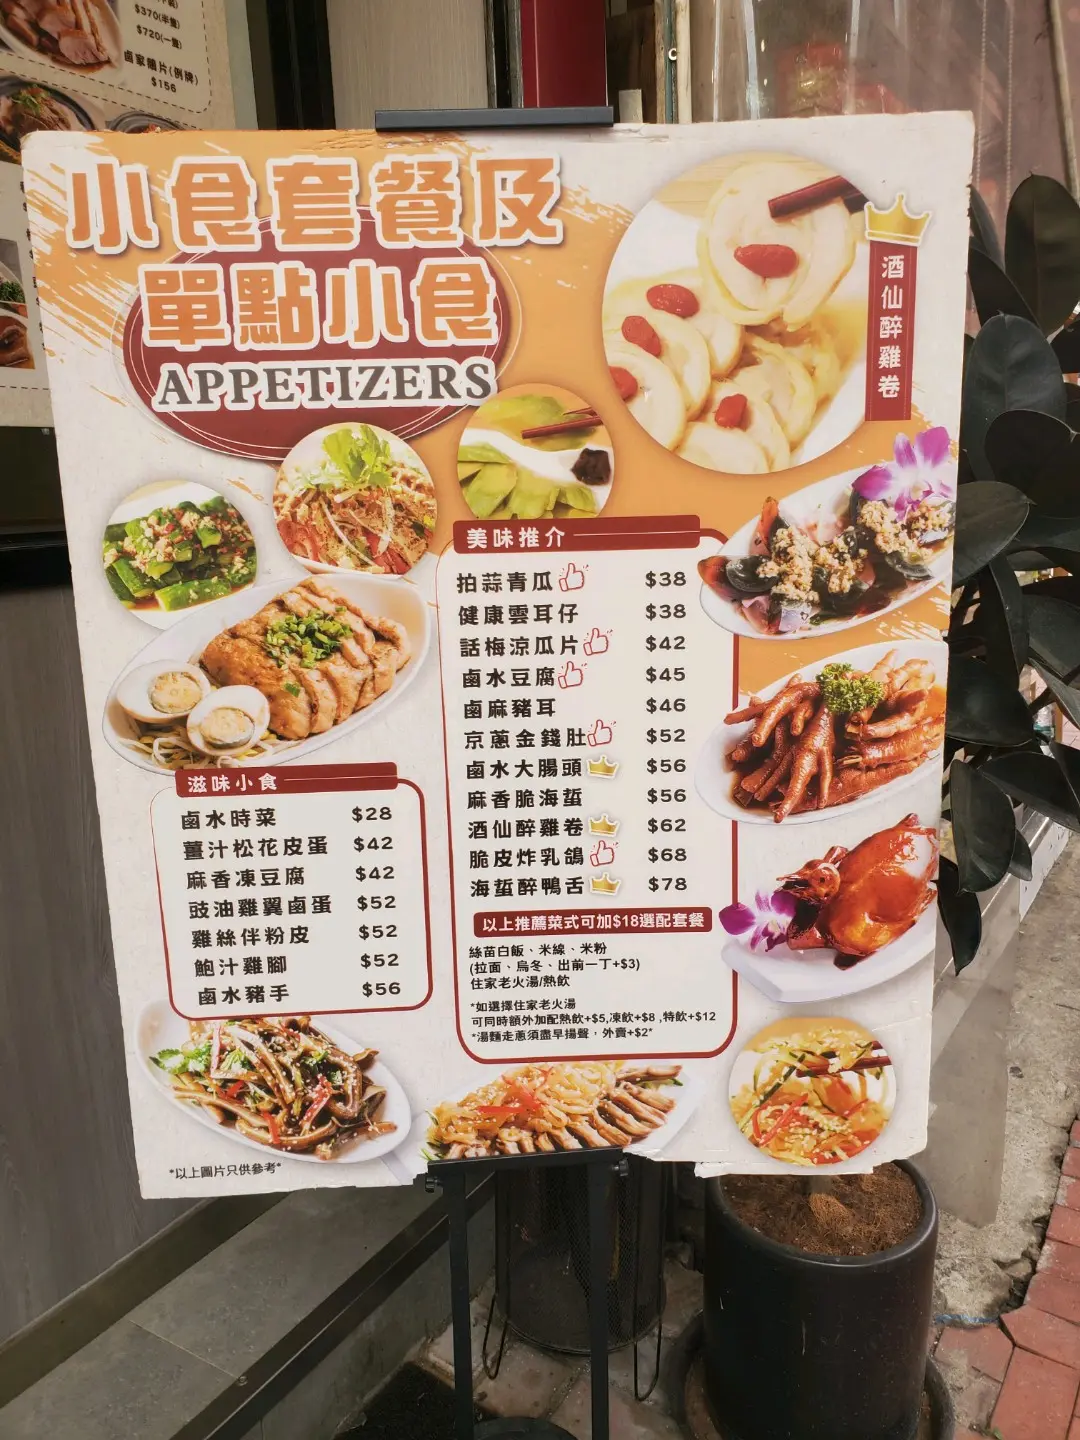 $370(半隻)
$720(一隻)
鹵家腸片(例牌)
$156
小食套餐及
單點小食
APPETIZERS
酒仙醉雞卷
美味推介
拍蒜青瓜 $38
健康雲耳仔 $38
話梅涼瓜片 $42
鹵水豆腐 $45
鹵麻豬耳 $46
京蔥金錢肚 $52
鹵水大腸頭 $56
麻香脆海蜇 $56
酒仙醉雞卷 $62
脆皮炸乳鴿 $68
海蜇醉鴨舌 $78
以上推薦菜式可加$18選配套餐
絲苗白飯、米線、米粉
(拉面、烏冬、出前一丁+$3)
住家老火湯/熱飲
*如選擇住家老火湯
可同時額外加配熱飲+$5,凍飲+$8 ,特飲+$12
*湯麵走蔥須盡早揚聲，外賣+$2*
滋味小食
鹵水時菜 $28
薑汁松花皮蛋 $42
麻香凍豆腐 $42
豉油雞翼鹵蛋 $52
雞絲伴粉皮 $52
鮑汁雞腳 $52
鹵水豬手 $56
*以上圖片只供參考*